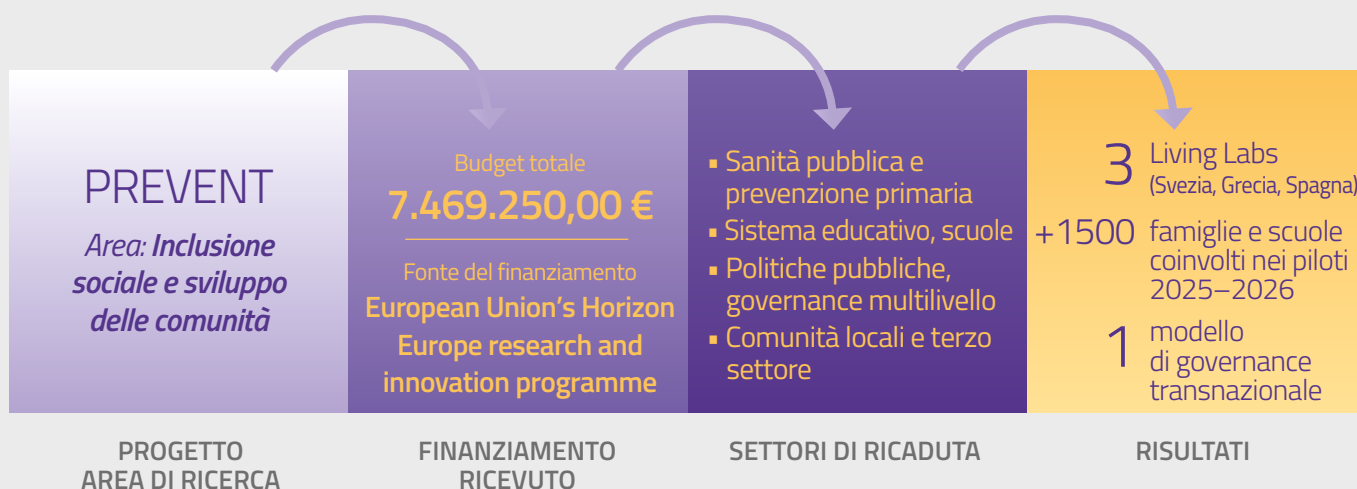 PREVENT
Area: Inclusione
sociale e sviluppo
delle comunità
PROGETTO
AREA DI RICERCA
Budget totale
7.469.250,00 €
Fonte del finanziamento
European Union's Horizon
Europe research and
innovation programme
FINANZIAMENTO
RICEVUTO
▪ Sanità pubblica e
prevenzione primaria
▪ Sistema educativo, scuole
▪ Politiche pubbliche,
governance multilivello
▪ Comunità locali e terzo
settore
SETTORI DI RICADUTA
3 Living Labs
(Svezia, Grecia, Spagna)
+1500 famiglie e scuole
coinvolti nei piloti
2025–2026
1 modello
di governance
transnazionale
RISULTATI